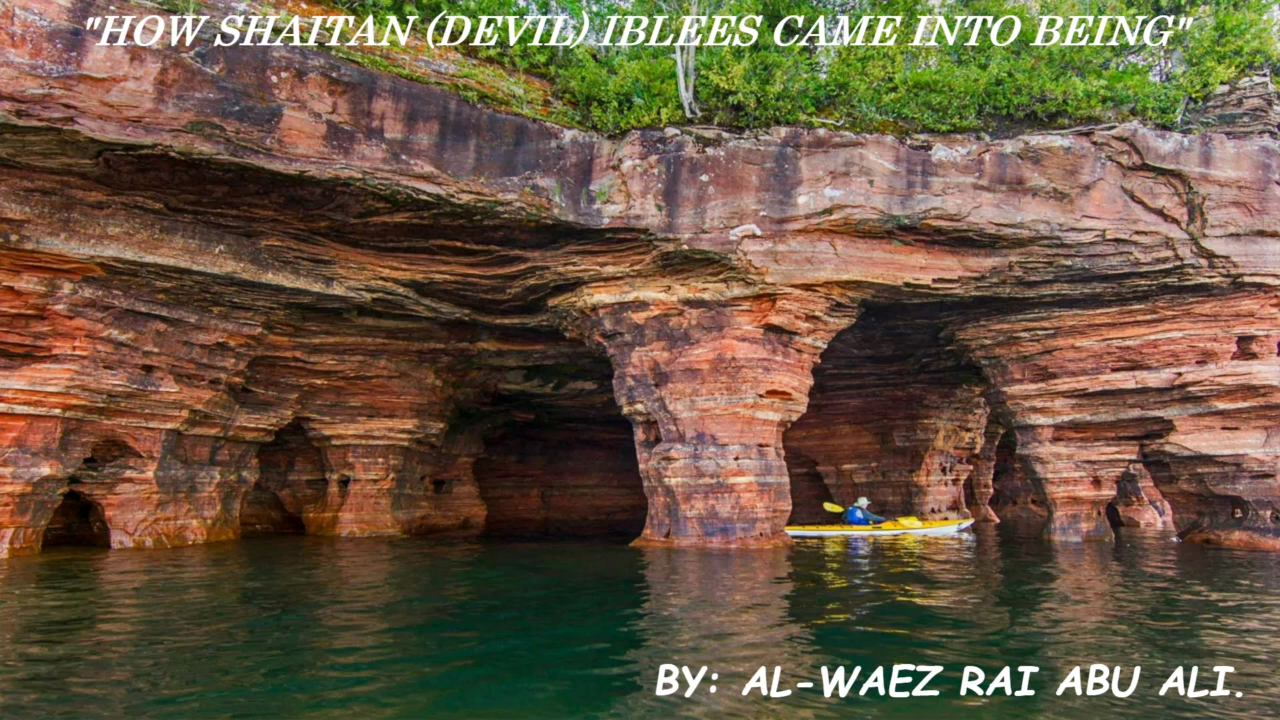 "HOW SHAITAN (DEVIL) IBLEES CAME INTO BEING"
BY: AL-WAEZ RAI ABU ALI.